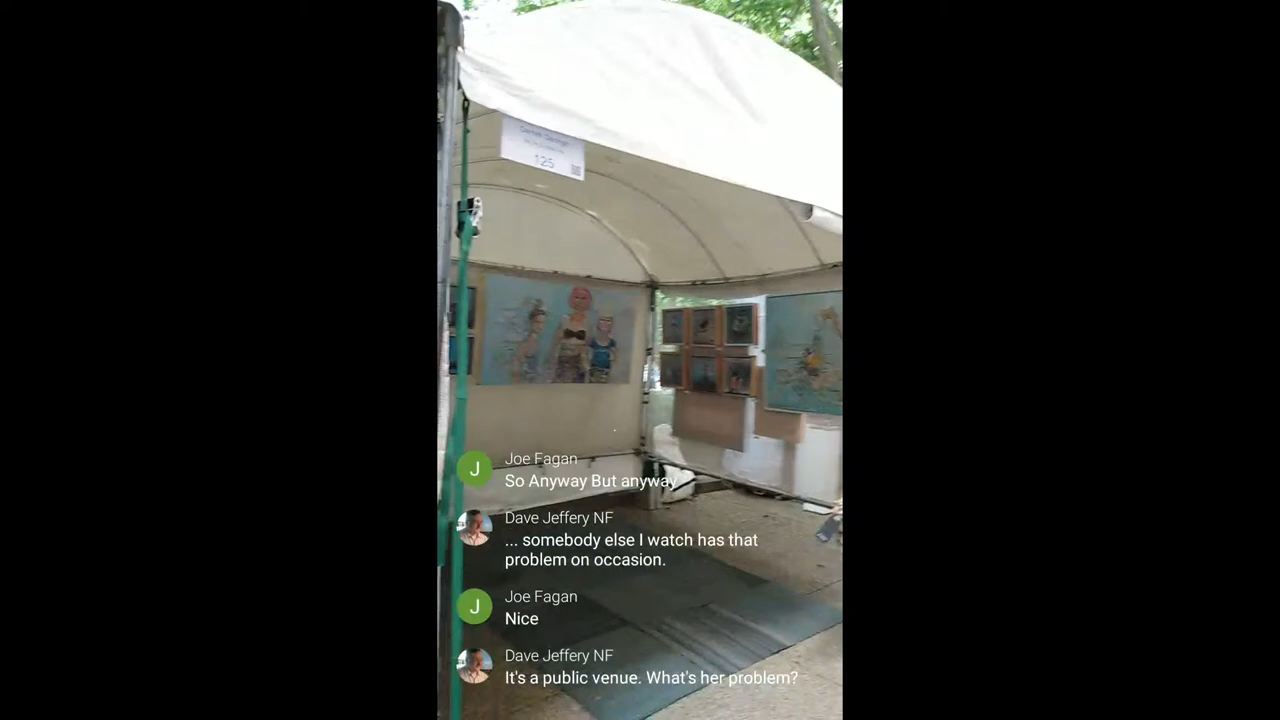 125
Joe Fagan
So Anyway But anyway
Dave Jeffery NF
... somebody else I watch has that
problem on occasion.
Joe Fagan
Nice
Dave Jeffery NF
It's a public venue. What's her problem?
J
J